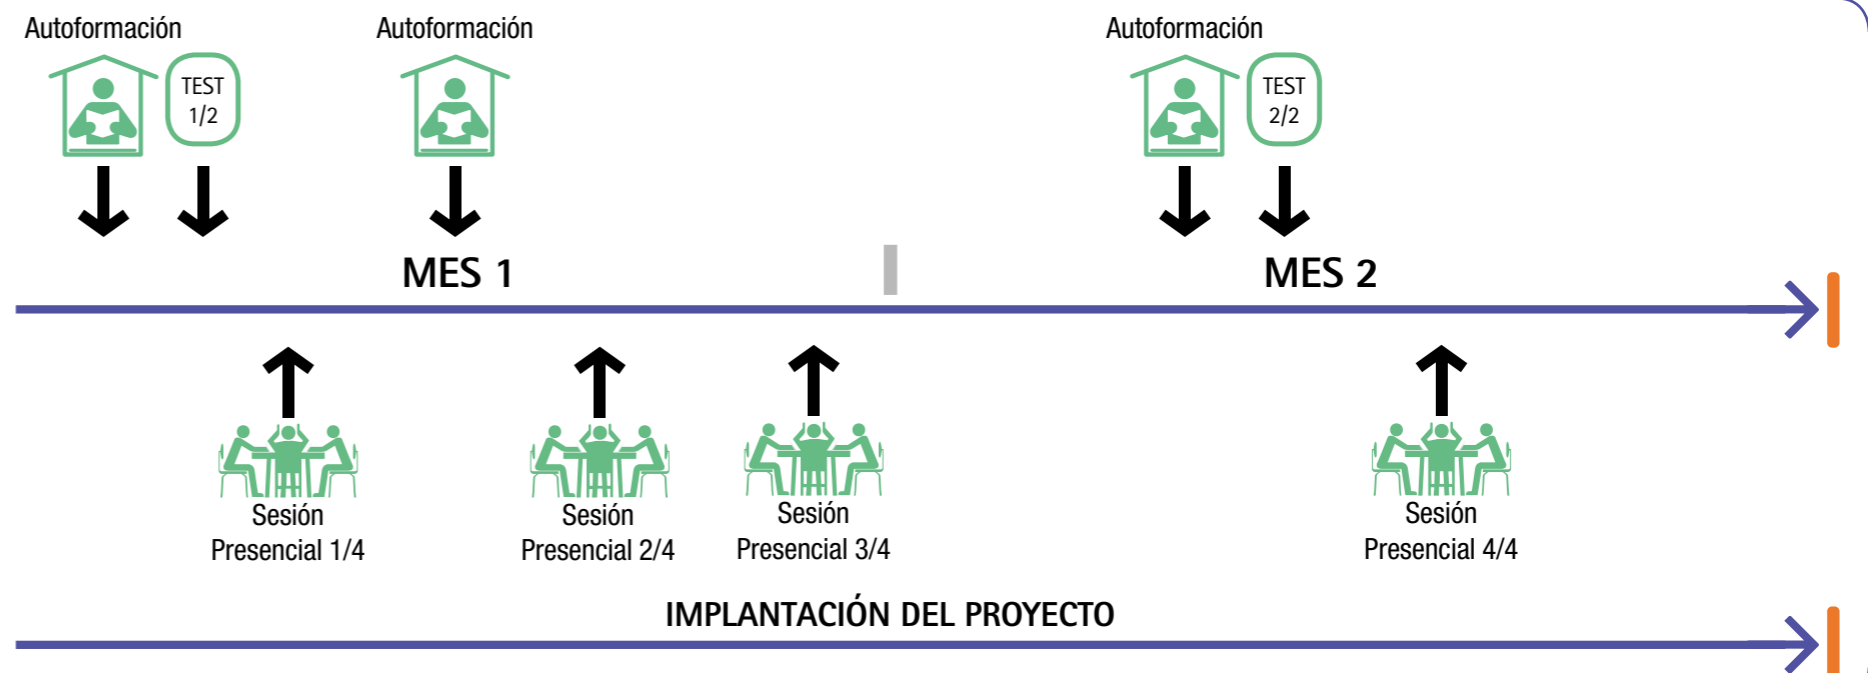 Autoformación
TEST
1/2
Autoformación
Autoformación
TEST
2/2
MES 1
MES 2
Sesión
Presencial 1/4
Sesión
Presencial 2/4
Sesión
Presencial 3/4
Sesión
Presencial 4/4
IMPLANTACIÓN DEL PROYECTO